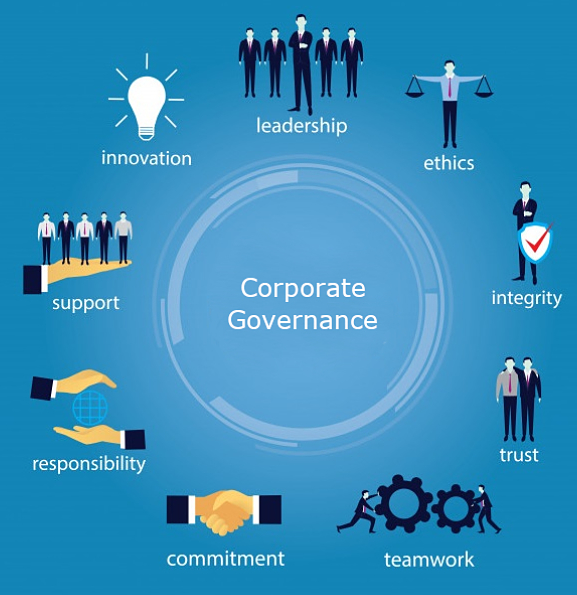 leadership
ethics
innovation
integrity
support
Corporate
Governance
trust
responsibility
commitment
teamwork